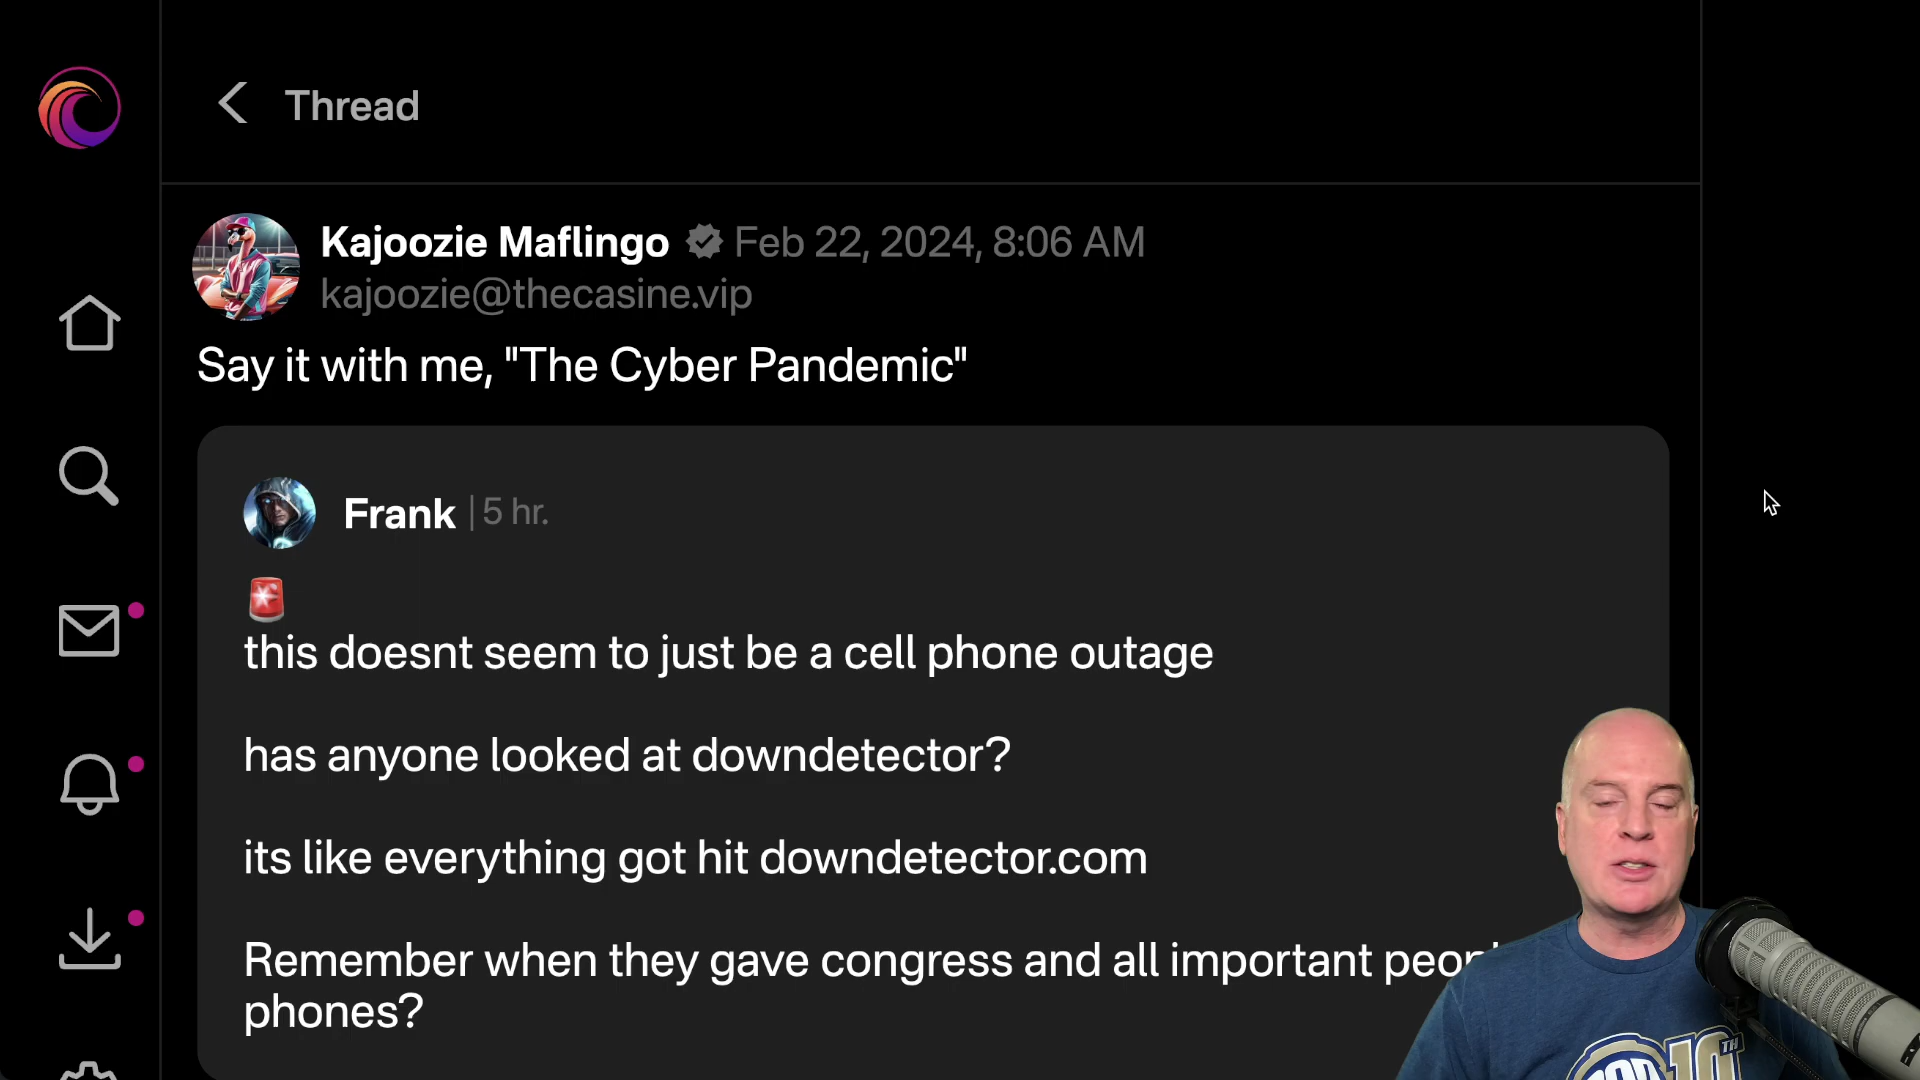 Thread
Kajoozie Maflingo Feb 22, 2024, 8:06 AM
kajoozie@thecasine.vip
Say it with me, "The Cyber Pandemic"
Frank | 5 hr.
this doesnt seem to just be a cell phone outage
has anyone looked at downdetector?
its like everything got hit downdetector.com
Remember when they gave congress and all important
phones?
10TH